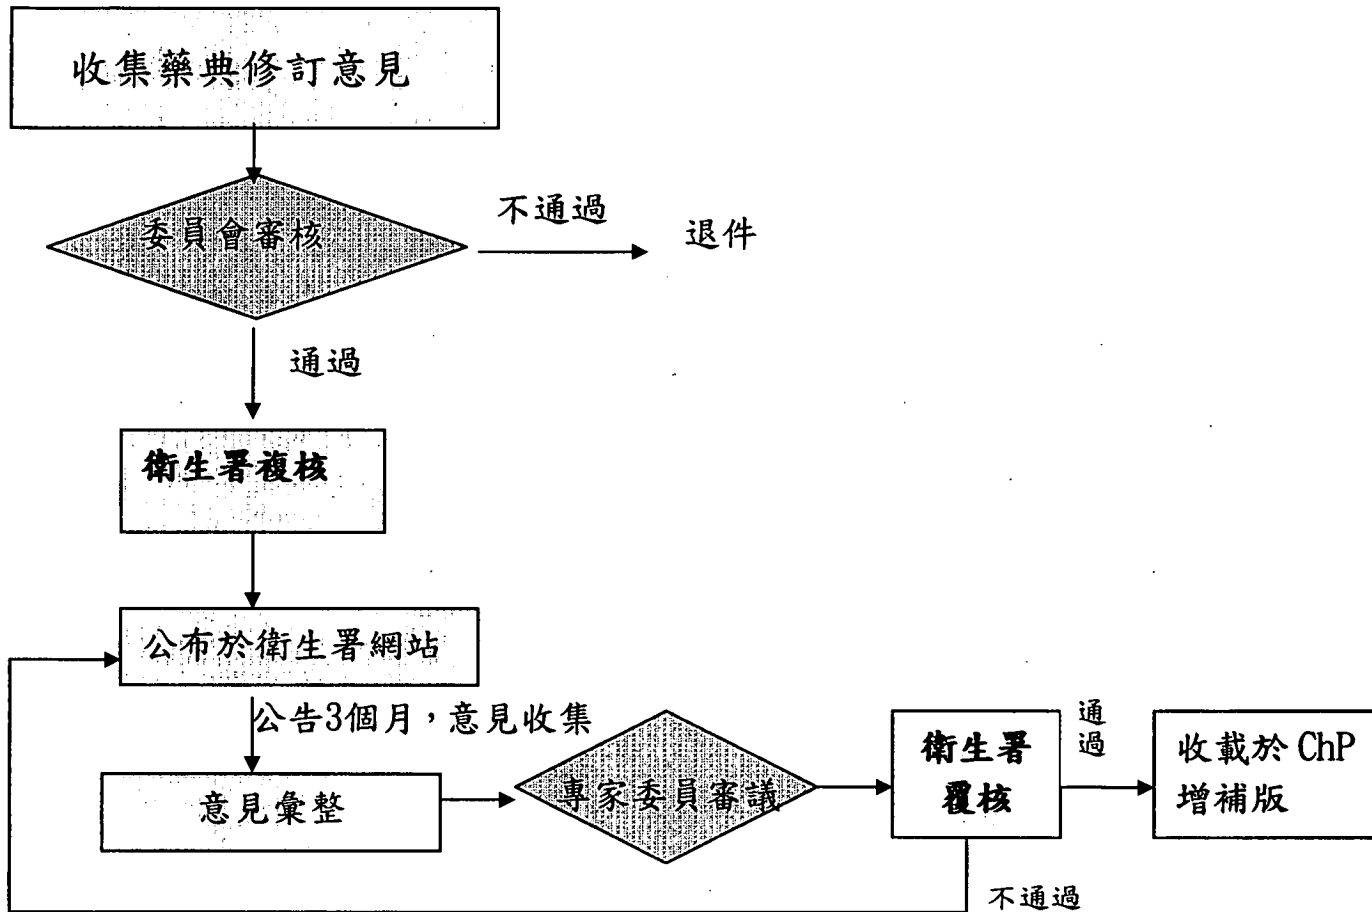 收集藥典修訂意見
委員會審核
不通過
退件
通過
衛生署複核
公布於衛生署網站
公告3個月，意見收集
意見彙整
專家委員審議
衛生署
覆核
通
過
收載於 ChP
增補版
不通過